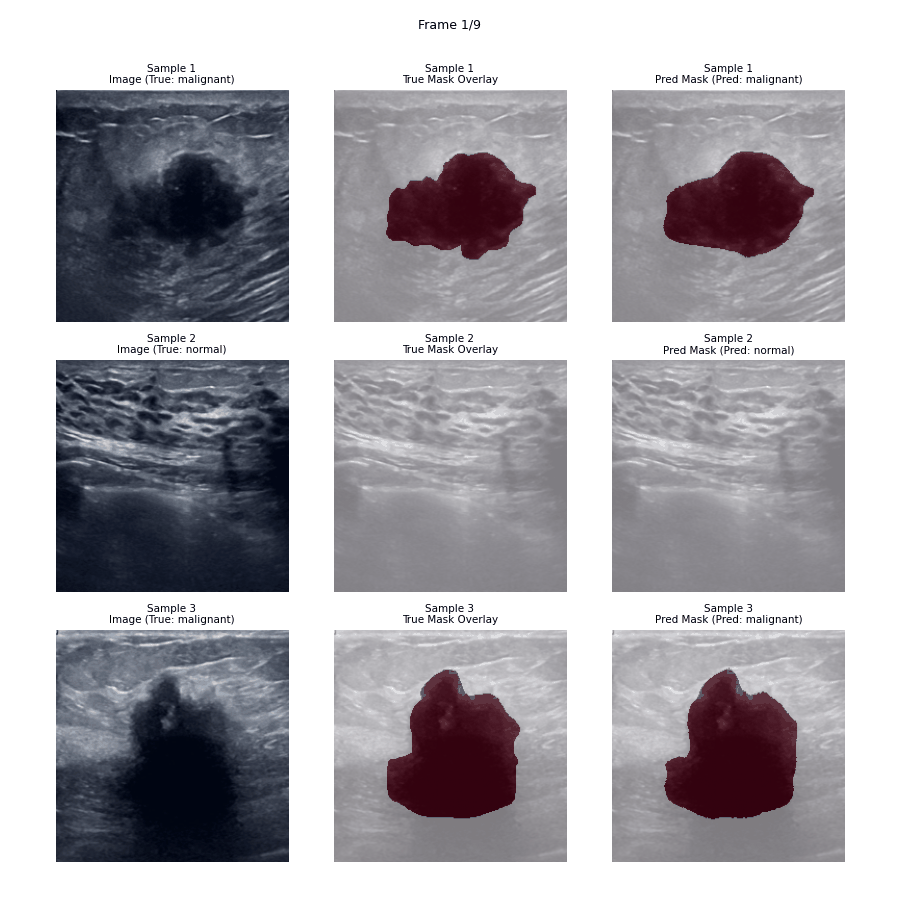 Frame 1/9
Sample 1
Image (True: malignant)
Sample 1
True Mask Overlay
Sample 1
Pred Mask (Pred: malignant)
Sample 2
Image (True: normal)
Sample 2
True Mask Overlay
Sample 2
Pred Mask (Pred: normal)
Sample 3
Image (True: malignant)
Sample 3
True Mask Overlay
Sample 3
Pred Mask (Pred: malignant)